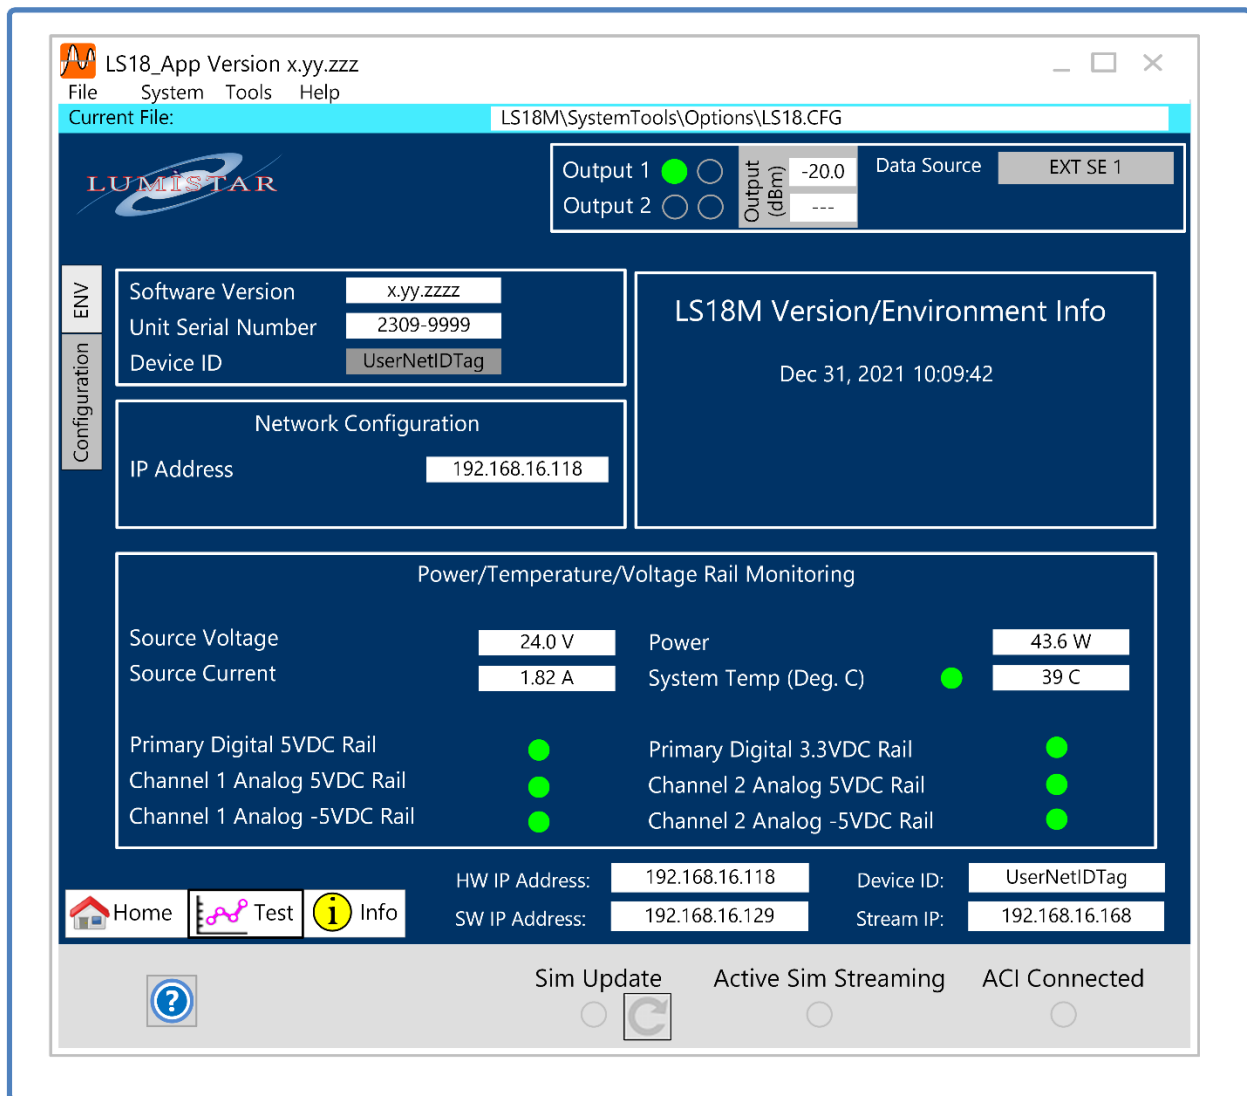 LS18_App Version x.yy.zzz
File System Tools Help
Current File: LS18M\SystemTools\Options\LS18.CFG
LUMISTAR
Output 1
Output 2
Output
(dBm)
-20.0
---
Data Source EXT SE 1
ENV
Configuration
Software Version x.yy.zzzz
Unit Serial Number 2309-9999
Device ID UserNetIDTag
LS18M Version/Environment Info
Dec 31, 2021 10:09:42
Network Configuration
IP Address 192.168.16.118
Power/Temperature/Voltage Rail Monitoring
Source Voltage 24.0 V Power 43.6 W
Source Current 1.82 A System Temp (Deg. C) 39 C
Primary Digital 5VDC Rail Primary Digital 3.3VDC Rail
Channel 1 Analog 5VDC Rail Channel 2 Analog 5VDC Rail
Channel 1 Analog -5VDC Rail Channel 2 Analog -5VDC Rail
HW IP Address: 192.168.16.118 Device ID: UserNetIDTag
Home Test i Info
SW IP Address: 192.168.16.129 Stream IP: 192.168.16.168
?
Sim Update Active Sim Streaming ACI Connected